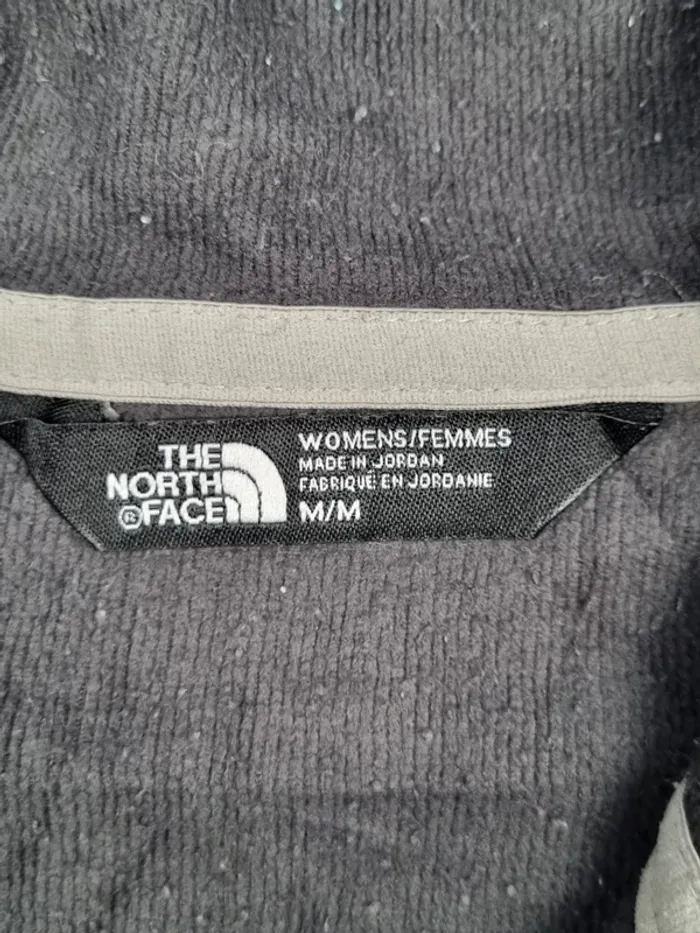 THE
NORTH
®FACE
WOMENS/FEMMES
MADE IN JORDAN
FABRIQUÉ EN JORDANIE
M/M